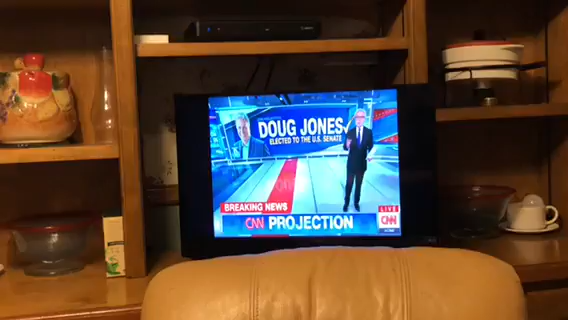 DOUG JONES
ELECTED TO THE U.S. SENATE
BREAKING NEWS
CNN PROJECTION
LIVE
CNN